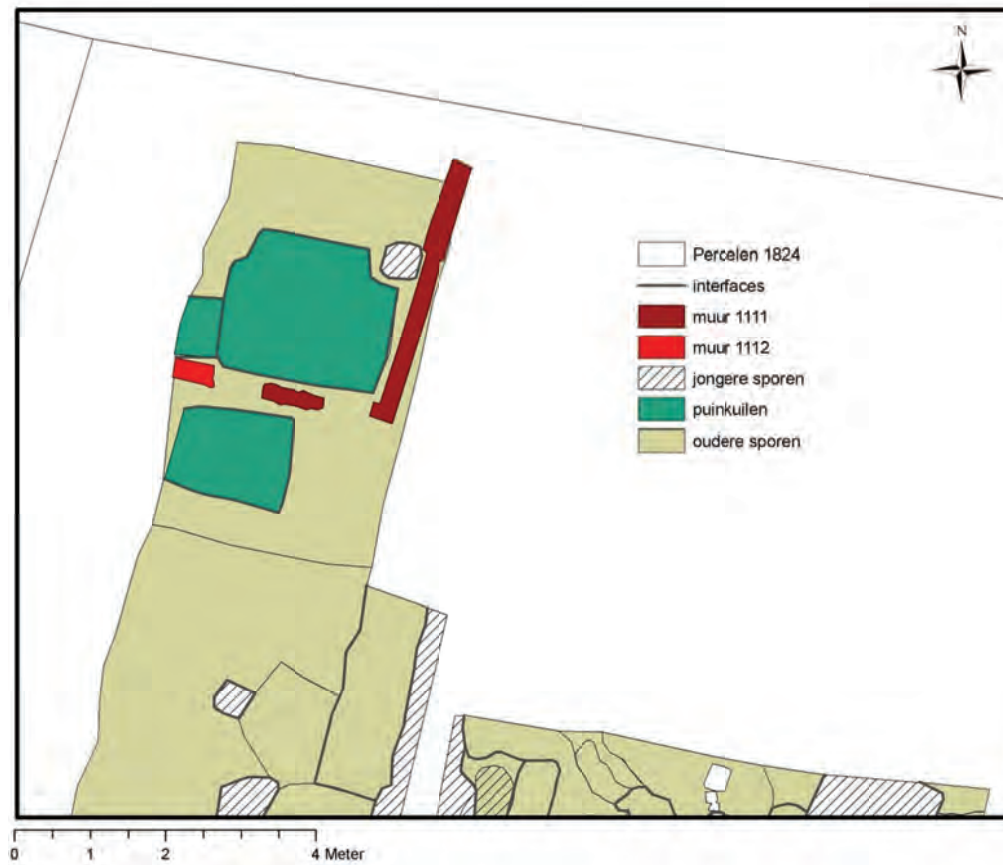 N
Percelen 1824
interfaces
muur 1111
muur 1112
jongere sporen
puinkuilen
oudere sporen
0 1 2 4 Meter